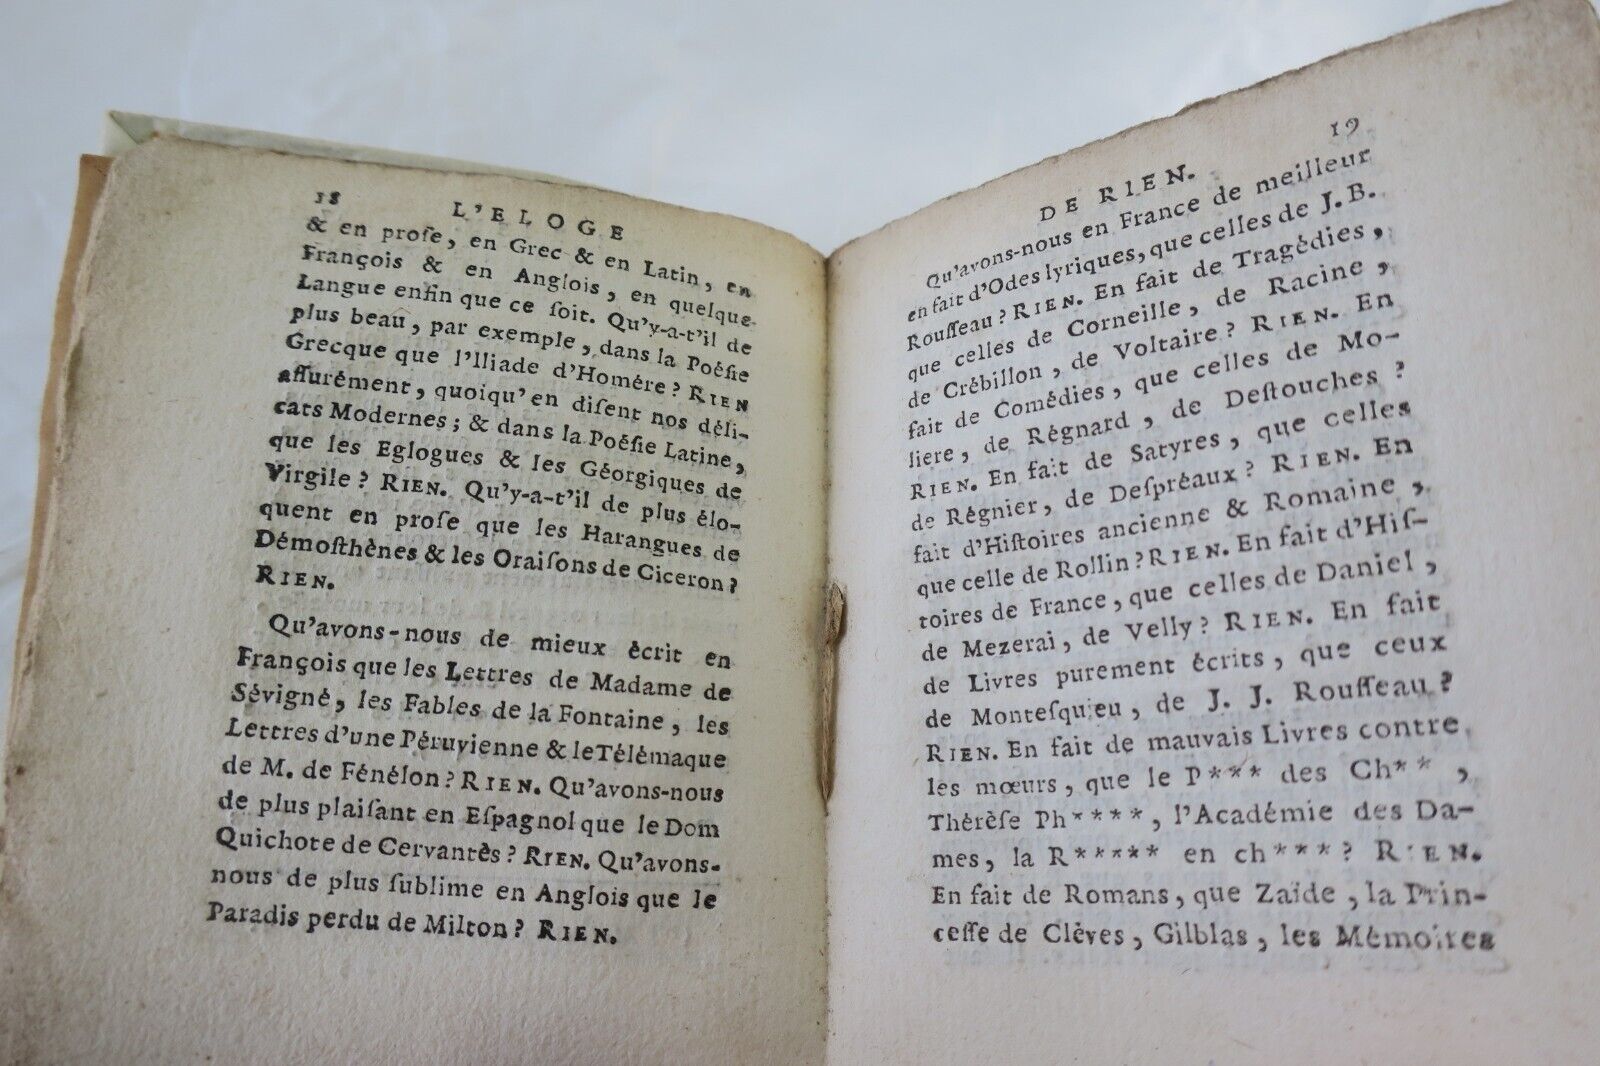 18 L'ELOGE
& en proſe, en Grec & en Latin, en
François & en Anglois, en quelque
Langue enfin que ce ſoit. Qu'y-a-t'il de
plus beau, par exemple, dans la Poéſie
Grecque que l'Iliade d'Homére? RIEN
aſſurément, quoiqu'en diſent nos déli-
cats Modernes; & dans la Poéſie Latine,
que les Eglogues & les Géorgiques de
Virgile? RIEN. Qu'y-a-t'il de plus élo-
quent en proſe que les Harangues de
Démoſthènes & les Oraiſons de Ciceron?
RIEN.
Qu'avons-nous de mieux écrit en
François que les Lettres de Madame de
Sévigné, les Fables de la Fontaine, les
Lettres d'une Péruvienne & le Télémaque
de M. de Fénélon? RIEN. Qu'avons-nous
de plus plaiſant en Eſpagnol que le Dom
Quichote de Cervantès? RIEN. Qu'avons-
nous de plus ſublime en Anglois que le
Paradis perdu de Milton? RIEN.
DE RIEN. 19
Qu'avons-nous en France de meilleur
en fait d'Odes lyriques, que celles de J. B.
Rouſſeau? RIEN. En fait de Tragédies,
que celles de Corneille, de Racine,
de Crébillon, de Voltaire? RIEN. En
fait de Comédies, que celles de Mo-
liere, de Régnard, de Deſtouches?
RIEN. En fait de Satyres, que celles
de Régnier, de Deſpréaux? RIEN. En
fait d'Hiſtoires ancienne & Romaine,
que celle de Rollin? RIEN. En fait d'Hiſ-
toires de France, que celles de Daniel,
de Mezerai, de Velly? RIEN. En fait
de Livres purement écrits, que ceux
de Montesquieu, de J. J. Rouſſeau?
RIEN. En fait de mauvais Livres contre
les mœurs, que le P*** des Ch**,
Thérèſe Ph****, l'Académie des Da-
mes, la R***** en ch***? RIEN.
En fait de Romans, que Zaïde, la Prin-
ceſſe de Clèves, Gilblas, les Mémoires